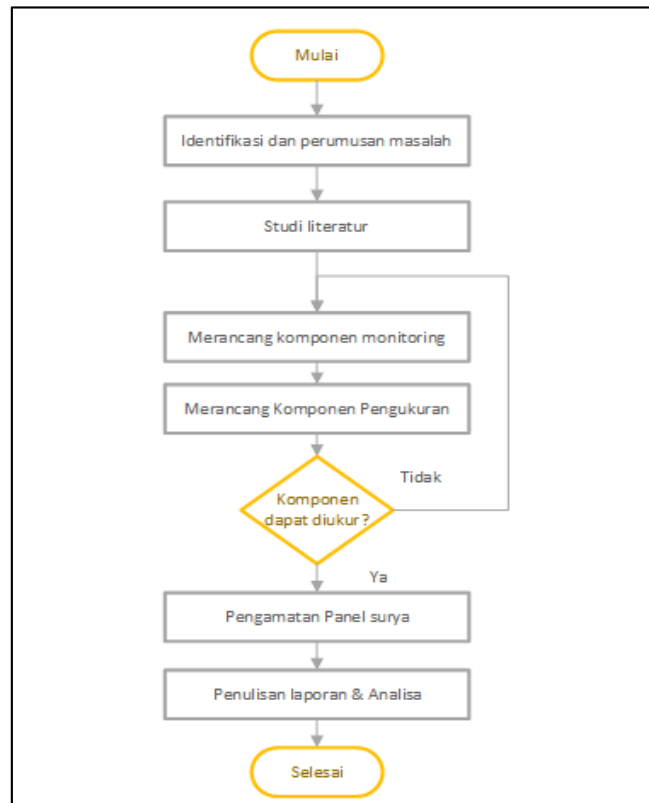 Mulai
Identifikasi dan perumusan masalah
Studi literatur
Merancang komponen monitoring
Merancang Komponen Pengukuran
Komponen
dapat diukur?
Tidak
Ya
Pengamatan Panel surya
Penulisan laporan & Analisa
Selesai